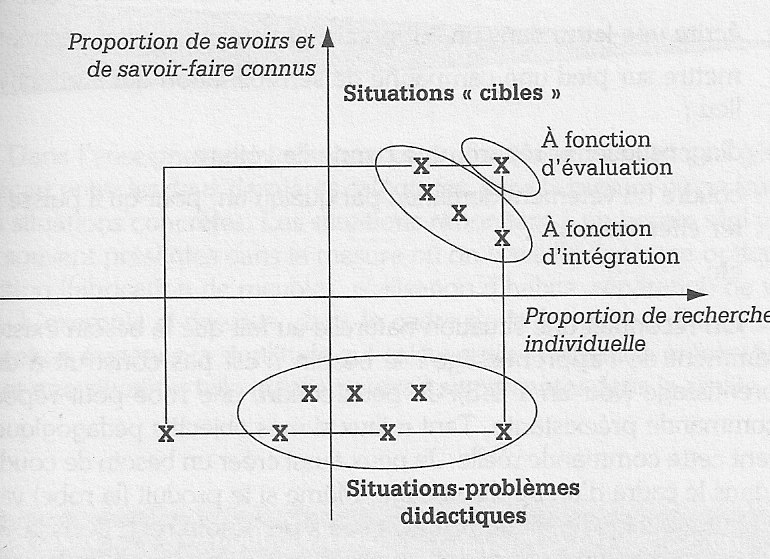 Proportion de savoirs et
de savoir-faire connus
Situations « cibles »
À fonction
d'évaluation
À fonction
d'intégration
Proportion de recherche
individuelle
Situations-problèmes
didactiques